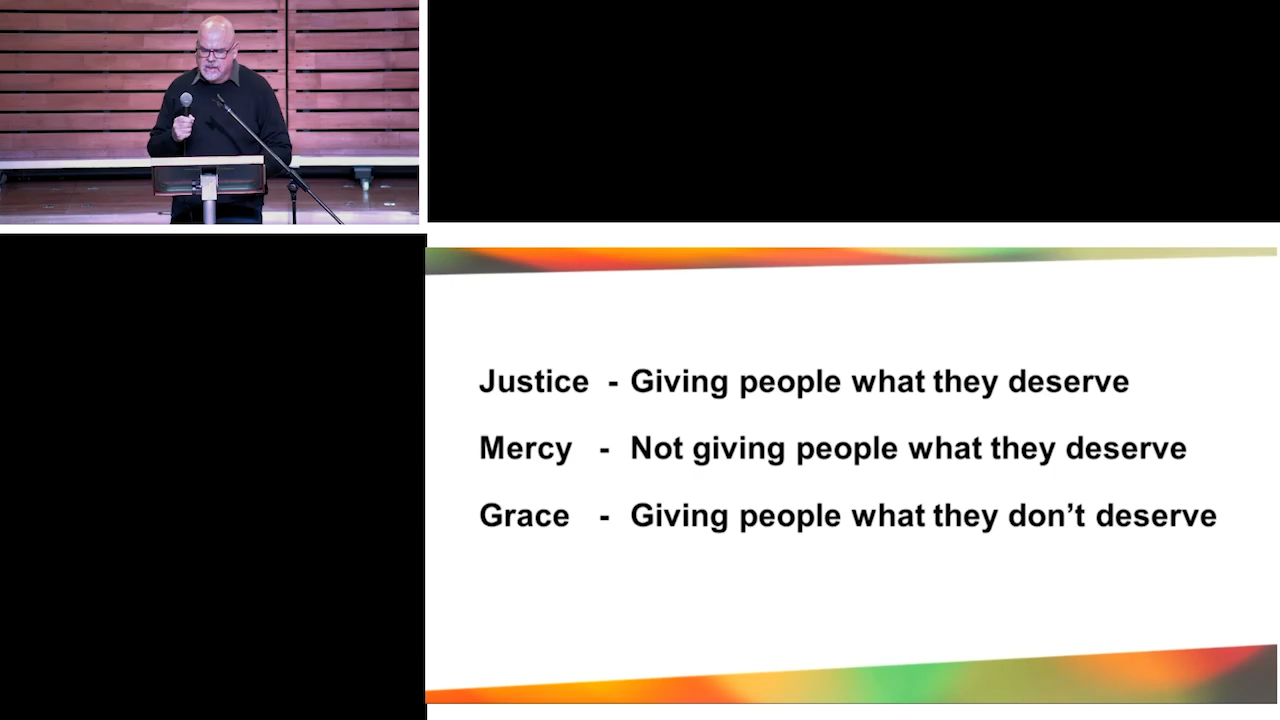 Justice - Giving people what they deserve
Mercy - Not giving people what they deserve
Grace - Giving people what they don’t deserve